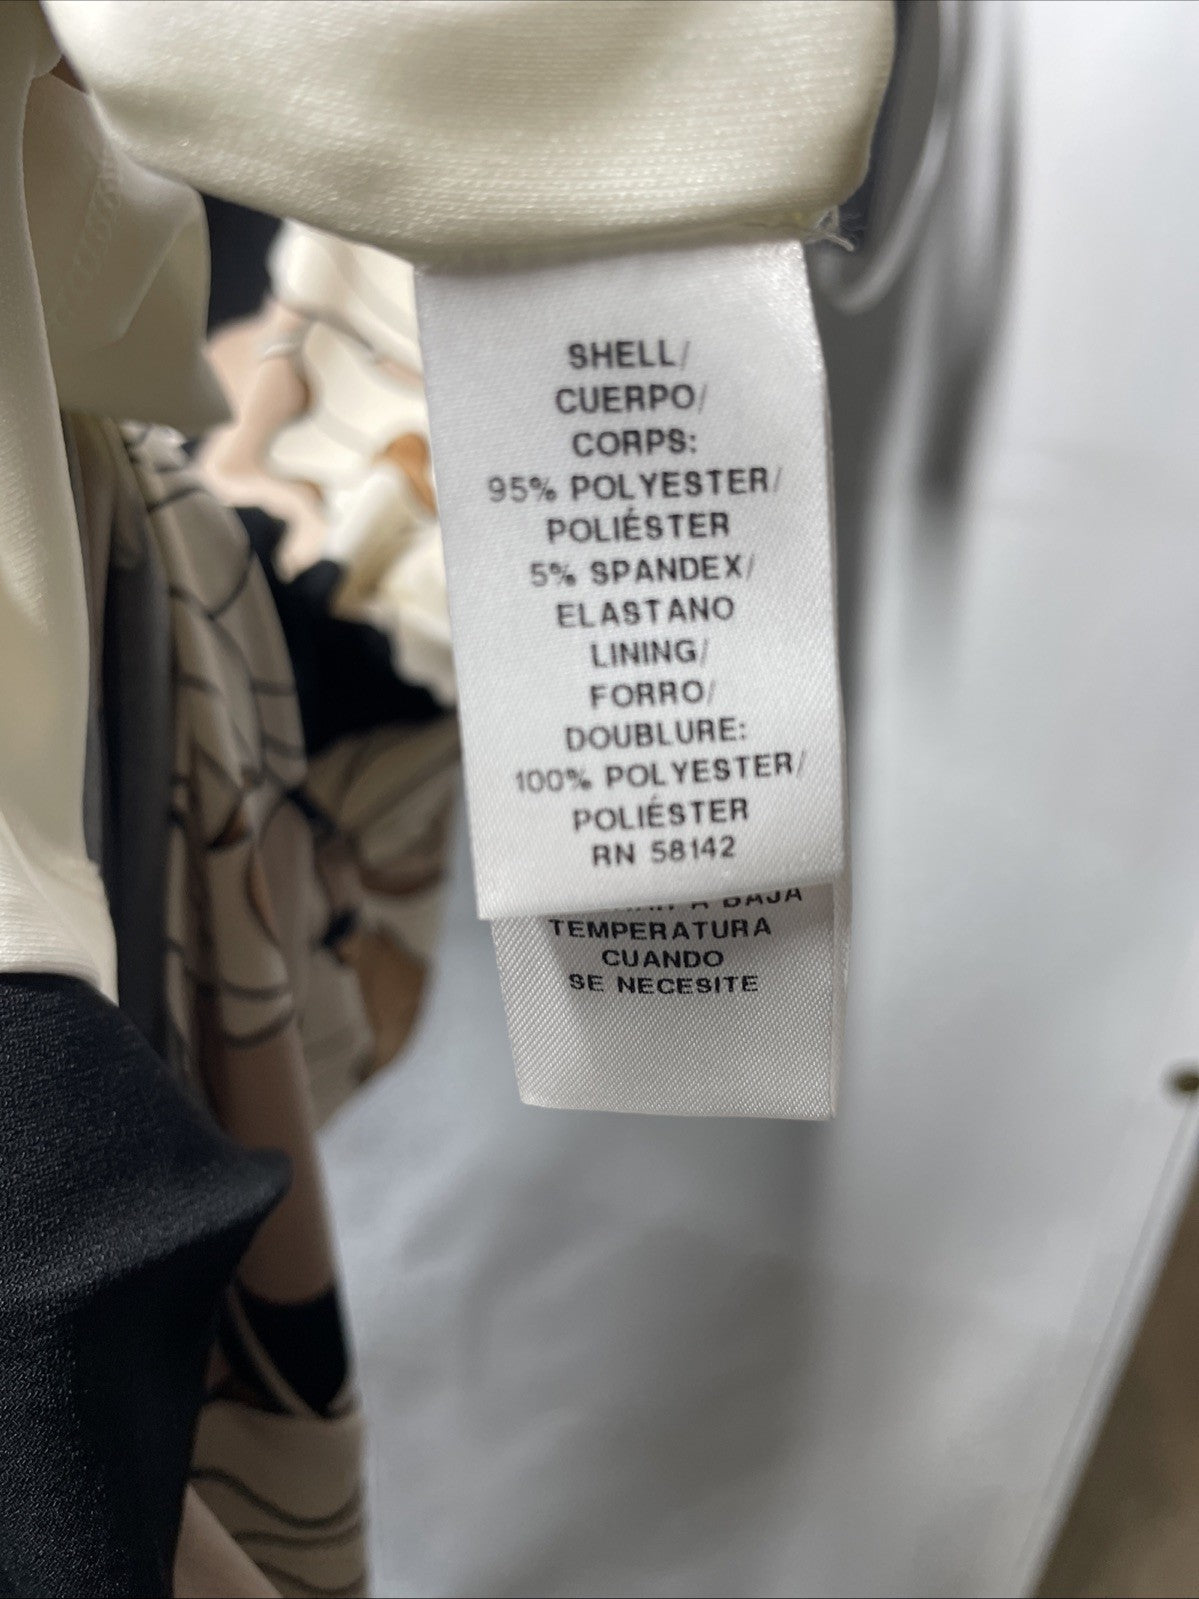 SHELL/
CUERPO/
CORPS:
95% POLYESTER/
POLIÉSTER
5% SPANDEX/
ELASTANO
LINING/
FORRO/
DOUBLURE:
100% POLYESTER/
POLIÉSTER
RN 58142
A BAJA
TEMPERATURA
CUANDO
SE NECESITE